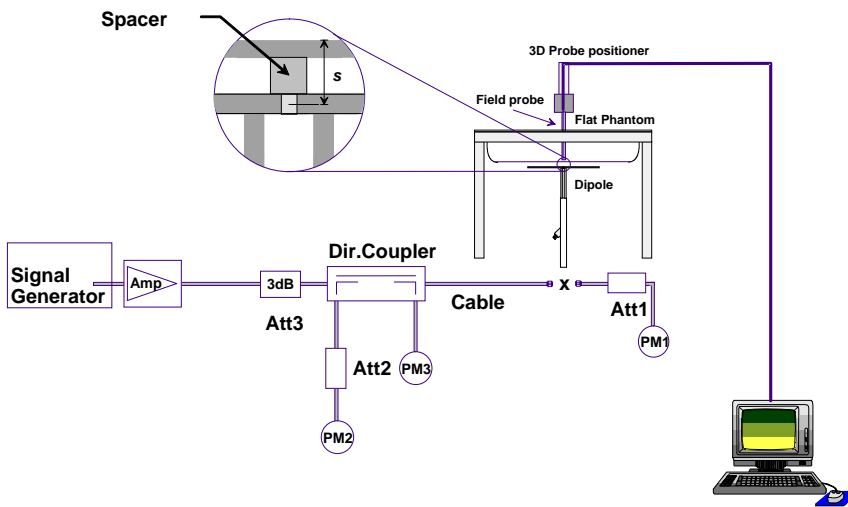 Spacer
s
3D Probe positioner
Field probe
Flat Phantom
Dipole
Signal
Generator
Amp
3dB
Att3
Dir.Coupler
Att2
PM2
PM3
Cable
x
Att1
PM1